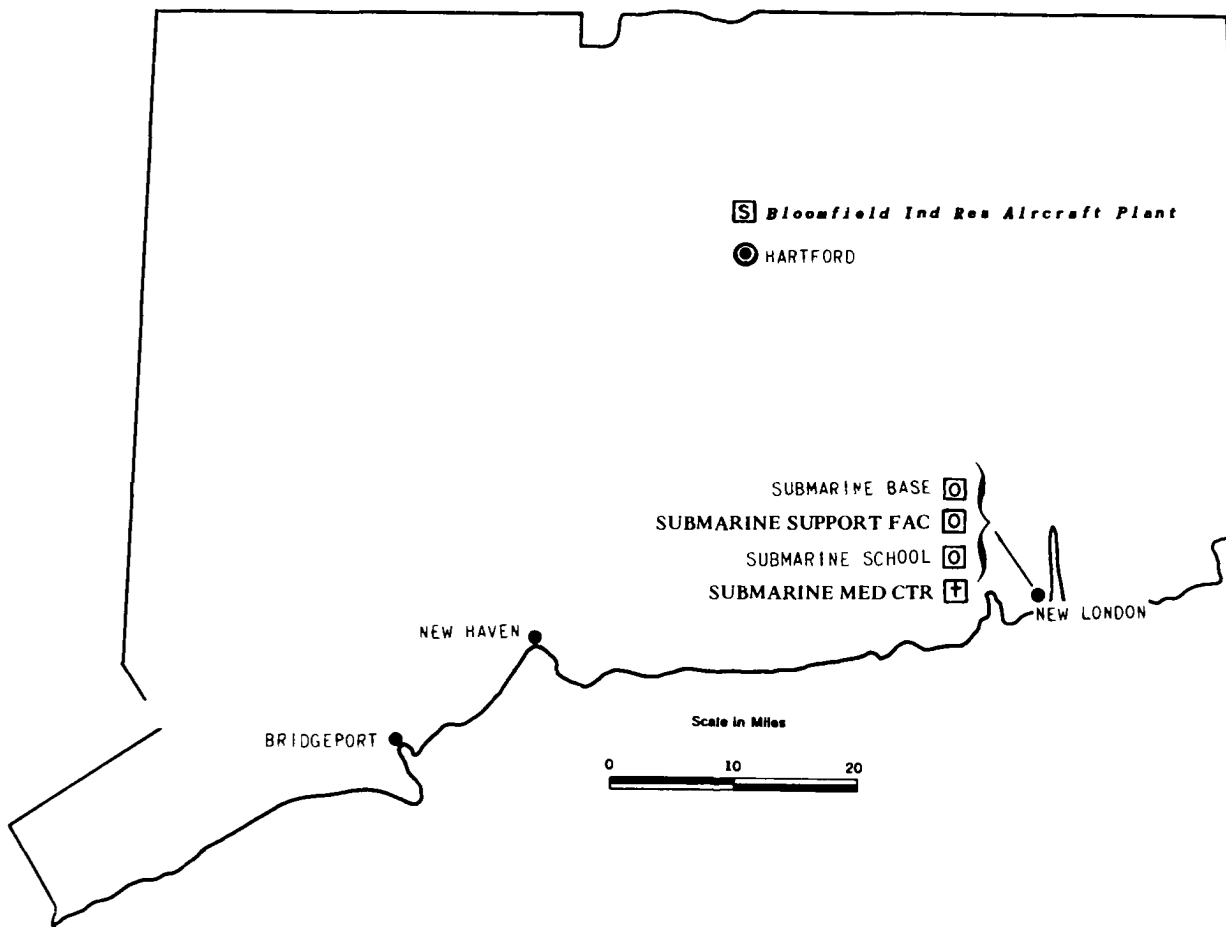 S Bloomfield Ind Res Aircraft Plant
HARTFORD
SUBMARINE BASE O
SUBMARINE SUPPORT FAC O
SUBMARINE SCHOOL O
SUBMARINE MED CTR
NEW LONDON
NEW HAVEN
BRIDGEPORT
Scale in Miles
0 10 20